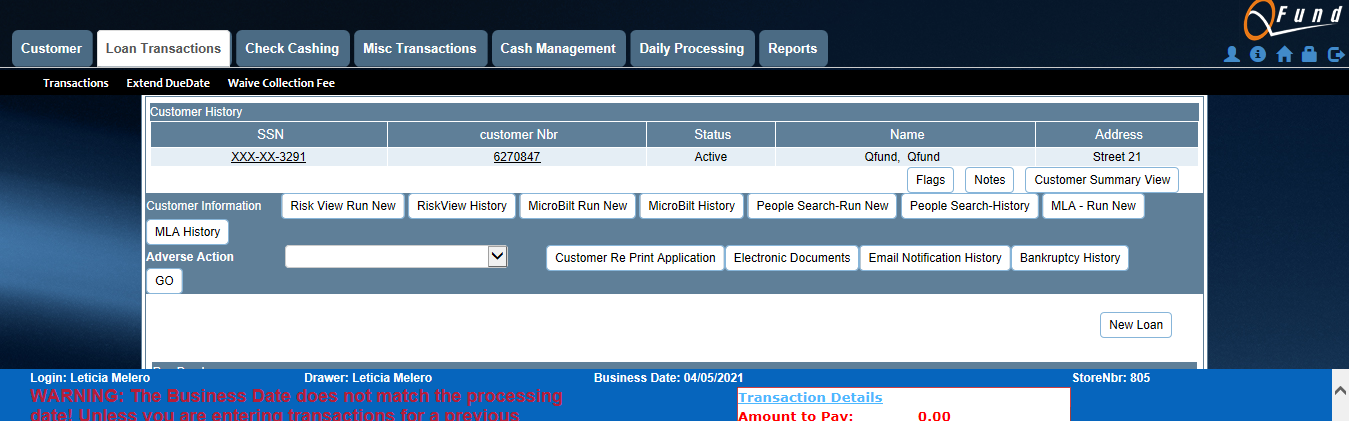 QFund
Customer Loan Transactions Check Cashing Misc Transactions Cash Management Daily Processing Reports
Transactions Extend DueDate Waive Collection Fee
Customer History
SSN customer Nbr Status Name Address
XXX-XX-3291 6270847 Active Qfund, Qfund Street 21
Flags Notes Customer Summary View
Customer Information Risk View Run New RiskView History MicroBilt Run New MicroBilt History People Search-Run New People Search-History MLA - Run New
MLA History
Adverse Action Customer Re Print Application Electronic Documents Email Notification History Bankruptcy History
GO
New Loan
Login: Leticia Melero Drawer: Leticia Melero Business Date: 04/05/2021 StoreNbr: 805
WARNING: The Business Date does not match the processing
date! Unless you are entering transactions for a previous
Transaction Details
Amount to Pay: 0.00